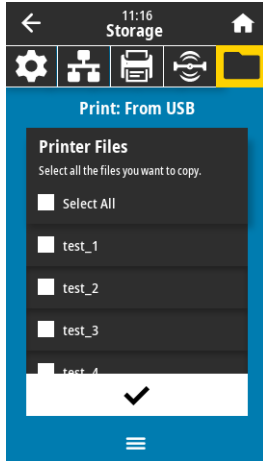 11:16
Storage
Print: From USB
Printer Files
Select all the files you want to copy.
Select All
test_1
test_2
test_3
test_4